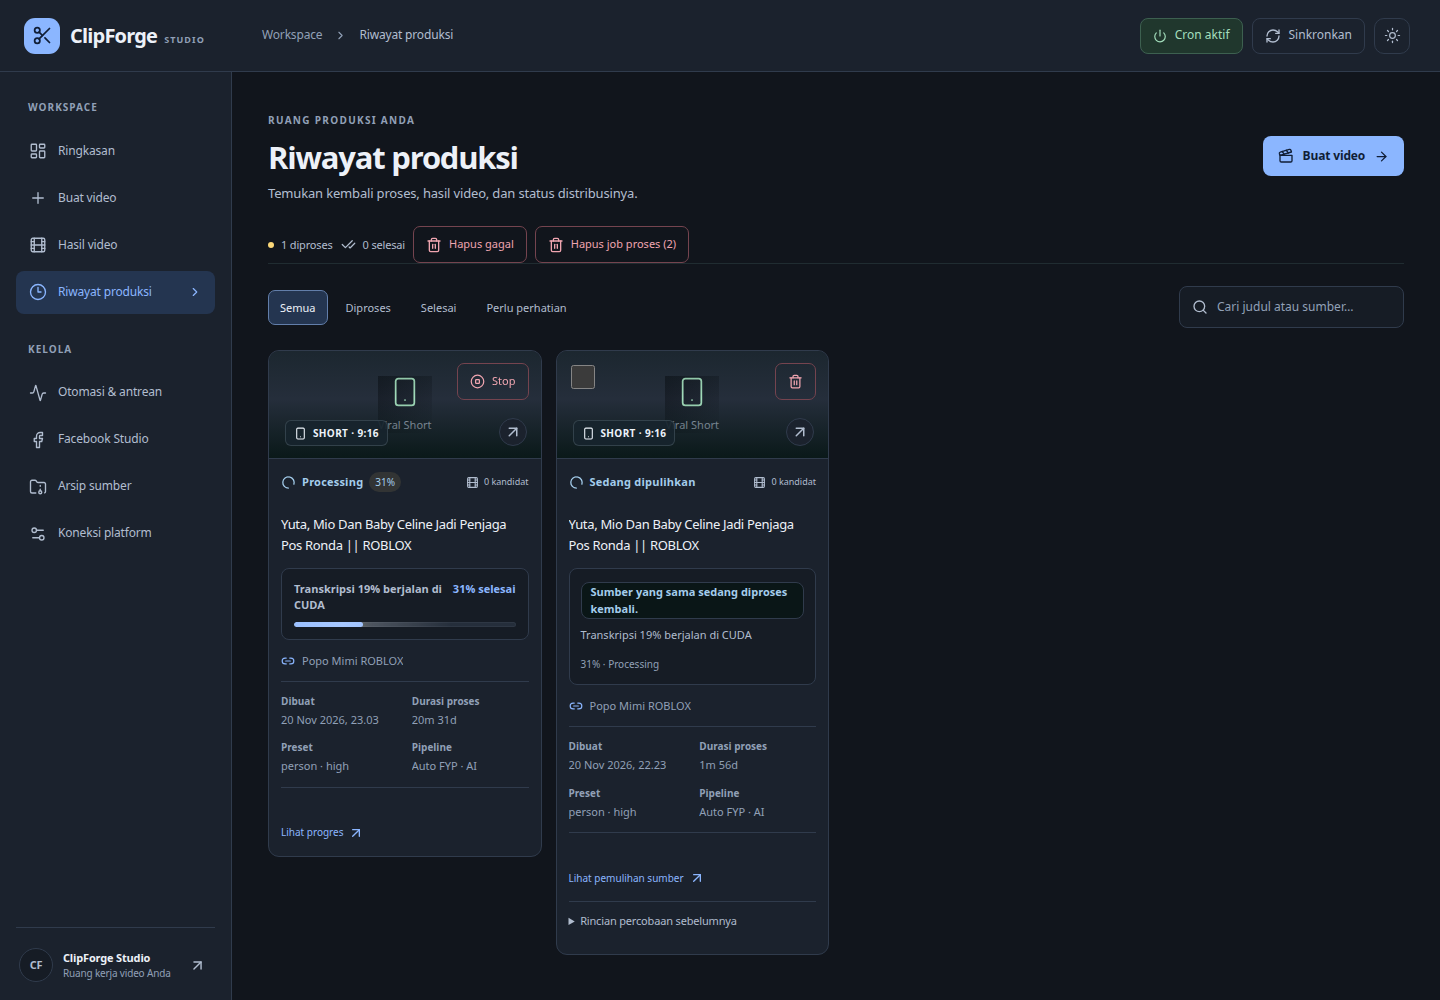 ClipForge STUDIO
Workspace
Riwayat produksi
Cron aktif
Sinkronkan
WORKSPACE
Ringkasan
Buat video
Hasil video
Riwayat produksi
KELOLA
Otomasi & antrean
Facebook Studio
Arsip sumber
Koneksi platform
CF
ClipForge Studio
Ruang kerja video Anda
RUANG PRODUKSI ANDA
Riwayat produksi
Temukan kembali proses, hasil video, dan status distribusinya.
Buat video
1 diproses
0 selesai
Hapus gagal
Hapus job proses (2)
Semua
Diproses
Selesai
Perlu perhatian
Cari judul atau sumber...
Stop
SHORT · 9:16
ral Short
Processing
31%
0 kandidat
Yuta, Mio Dan Baby Celine Jadi Penjaga
Pos Ronda || ROBLOX
Transkripsi 19% berjalan di
CUDA
31% selesai
Popo Mimi ROBLOX
Dibuat
20 Nov 2026, 23.03
Durasi proses
20m 31d
Preset
person · high
Pipeline
Auto FYP · AI
Lihat progres
SHORT · 9:16
ral Short
Sedang dipulihkan
0 kandidat
Yuta, Mio Dan Baby Celine Jadi Penjaga
Pos Ronda || ROBLOX
Sumber yang sama sedang diproses
kembali.
Transkripsi 19% berjalan di CUDA
31% · Processing
Popo Mimi ROBLOX
Dibuat
20 Nov 2026, 22.23
Durasi proses
1m 56d
Preset
person · high
Pipeline
Auto FYP · AI
Lihat pemulihan sumber
Rincian percobaan sebelumnya